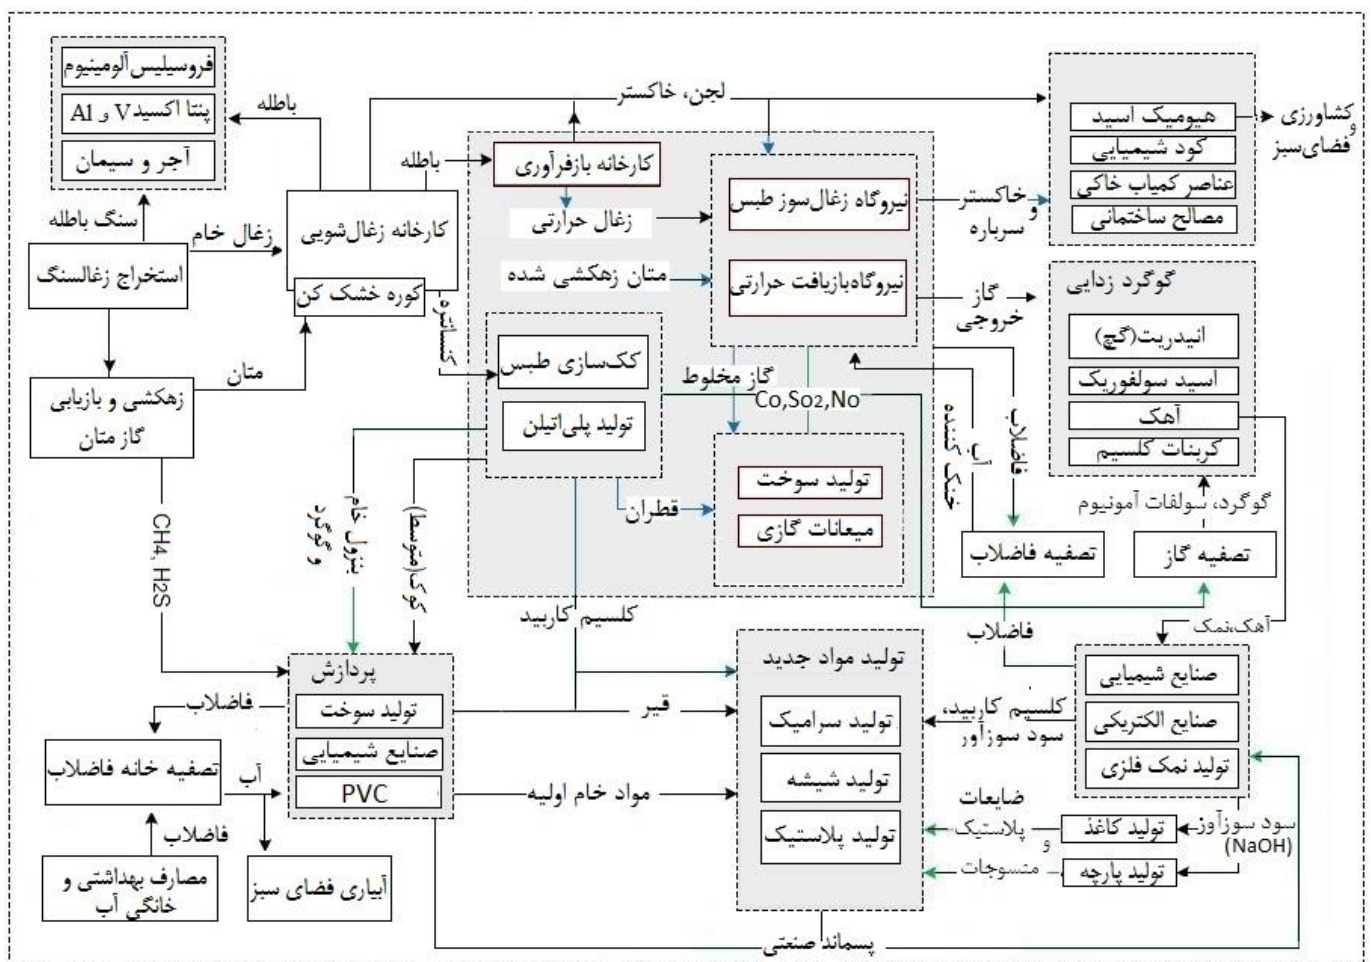 فروسیلیس آلومینیوم
پنتا اکسید V و Al
آجر و سیمان
باطله
سنگ باطله
استخراج زغالسنگ
زغال خام
کارخانه زغال‌شویی
کوره خشک کن
متان
زهکشی و بازیابی
گاز متان
CH4, H2S
لجن، خاکستر
باطله
کارخانه بازفرآوری
زغال حرارتی
متان زهکشی شده
نیروگاه زغال‌سوز طبس
نیروگاه بازیافت حرارتی
خاکستر
و
سرباره
هیومیک اسید
کود شیمیایی
عناصر کمیاب خاکی
مصالح ساختمانی
کشاورزی
و
فضای‌سبز
گاز
خروجی
گوگرد زدایی
انیدریت(گچ)
اسید سولفوریک
آهک
کربنات کلسیم
کنسانتره
کک‌سازی طبس
تولید پلی‌اتیلن
گاز مخلوط
Co,So2,No
آب
خنک کننده
فاضلاب
تولید سوخت
میعانات گازی
قطران
بنزول خام
و گوگرد
کوک(متوسط)
کلسیم کاربید
تصفیه فاضلاب
گوگرد، سولفات آمونیوم
تصفیه گاز
فاضلاب
آهک،نمک
پردازش
تولید سوخت
صنایع شیمیایی
PVC
فاضلاب
تصفیه خانه فاضلاب
آب
فاضلاب
مصارف بهداشتی و
خانگی آب
آبیاری فضای سبز
قیر
مواد خام اولیه
تولید مواد جدید
تولید سرامیک
تولید شیشه
تولید پلاستیک
صنایع شیمیایی
صنایع الکتریکی
تولید نمک فلزی
کلسیم کاربید،
سود سوزآور
ضایعات
پلاستیک
و
منسوجات
تولید کاغذ
تولید پارچه
سود سوزآور
(NaOH)
پسماند صنعتی